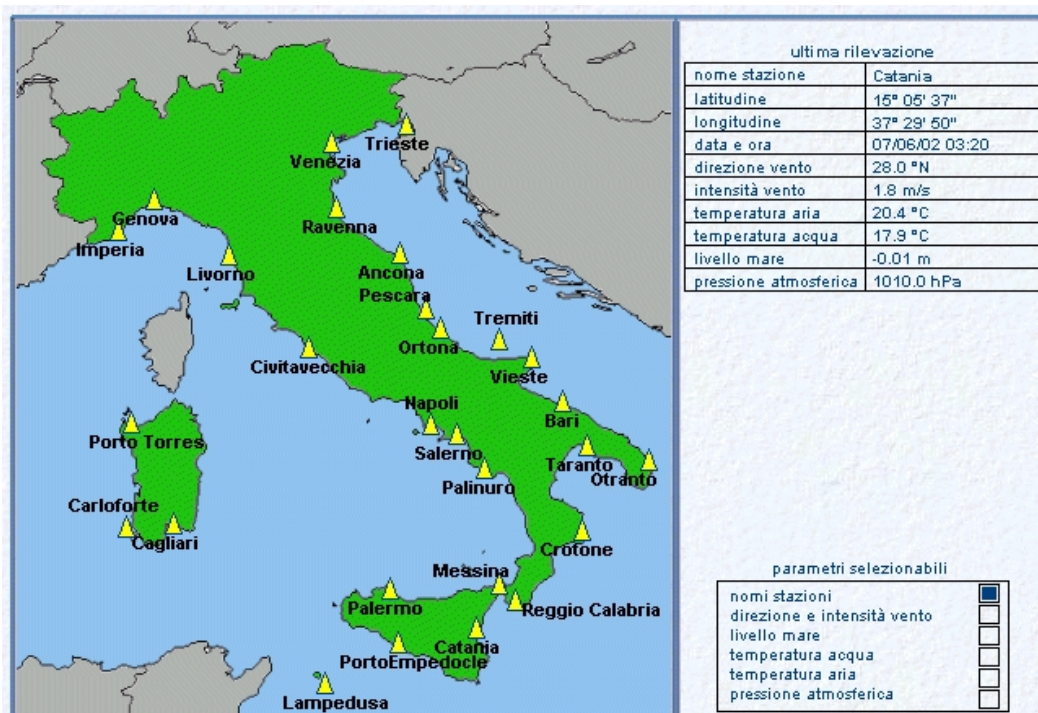 Trieste
Venezia
Genova
Ravenna
Imperia
Livorno
Ancona
Pescara
Tremiti
Ortona
Civitavecchia
Vieste
Napoli
Bari
Porto Torres
Salerno
Taranto
Palinuro
Otranto
Carloforte
Cagliari
Crotone
Messina
Palermo
Reggio Calabria
Catania
PortoEmpedocle
Lampedusa
ultima rilevazione
nome stazione Catania
latitudine 15° 05' 37"
longitudine 37° 29' 50"
data e ora 07/06/02 03:20
direzione vento 28.0 °N
intensità vento 1.8 m/s
temperatura aria 20.4 °C
temperatura acqua 17.9 °C
livello mare -0.01 m
pressione atmosferica 1010.0 hPa
parametri selezionabili
nomi stazioni
direzione e intensità vento
livello mare
temperatura acqua
temperatura aria
pressione atmosferica